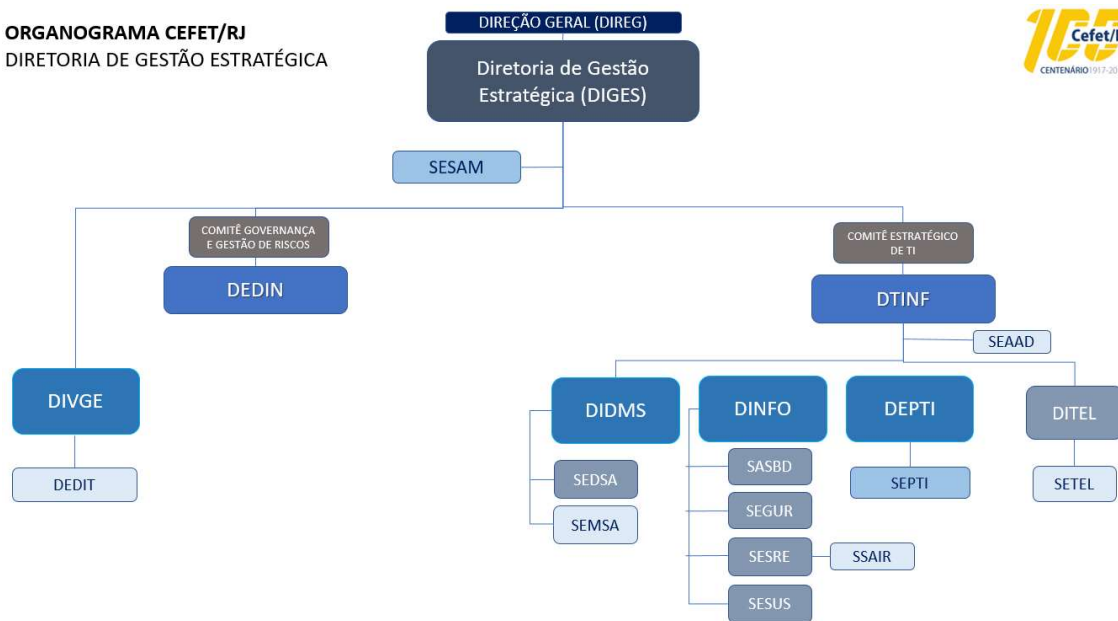 ORGANOGRAMA CEFET/RJ
DIRETORIA DE GESTÃO ESTRATÉGICA
DIREÇÃO GERAL (DIREG)
Diretoria de Gestão
Estratégica (DIGES)
CENTENÁRIO
SESAM
COMITÊ GOVERNANÇA
E GESTÃO DE RISCOS
COMITÊ ESTRATÉGICO
DE TI
DEDIN
DTINF
SEAAD
DIVGE
DIDMS
DINFO
DEPTI
DITEL
DEDIT
SEDSA
SASBD
SEPTI
SETEL
SEMSA
SEGUR
SESRE
SSAIR
SESUS